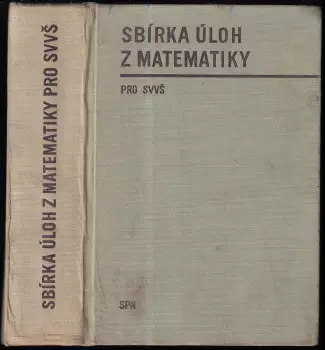 SBÍRKA ÚLOH Z MATEMATIKY PRO SVVŠ
SBÍRKA ÚLOH
Z MATEMATIKY
PRO SVVŠ
SPN